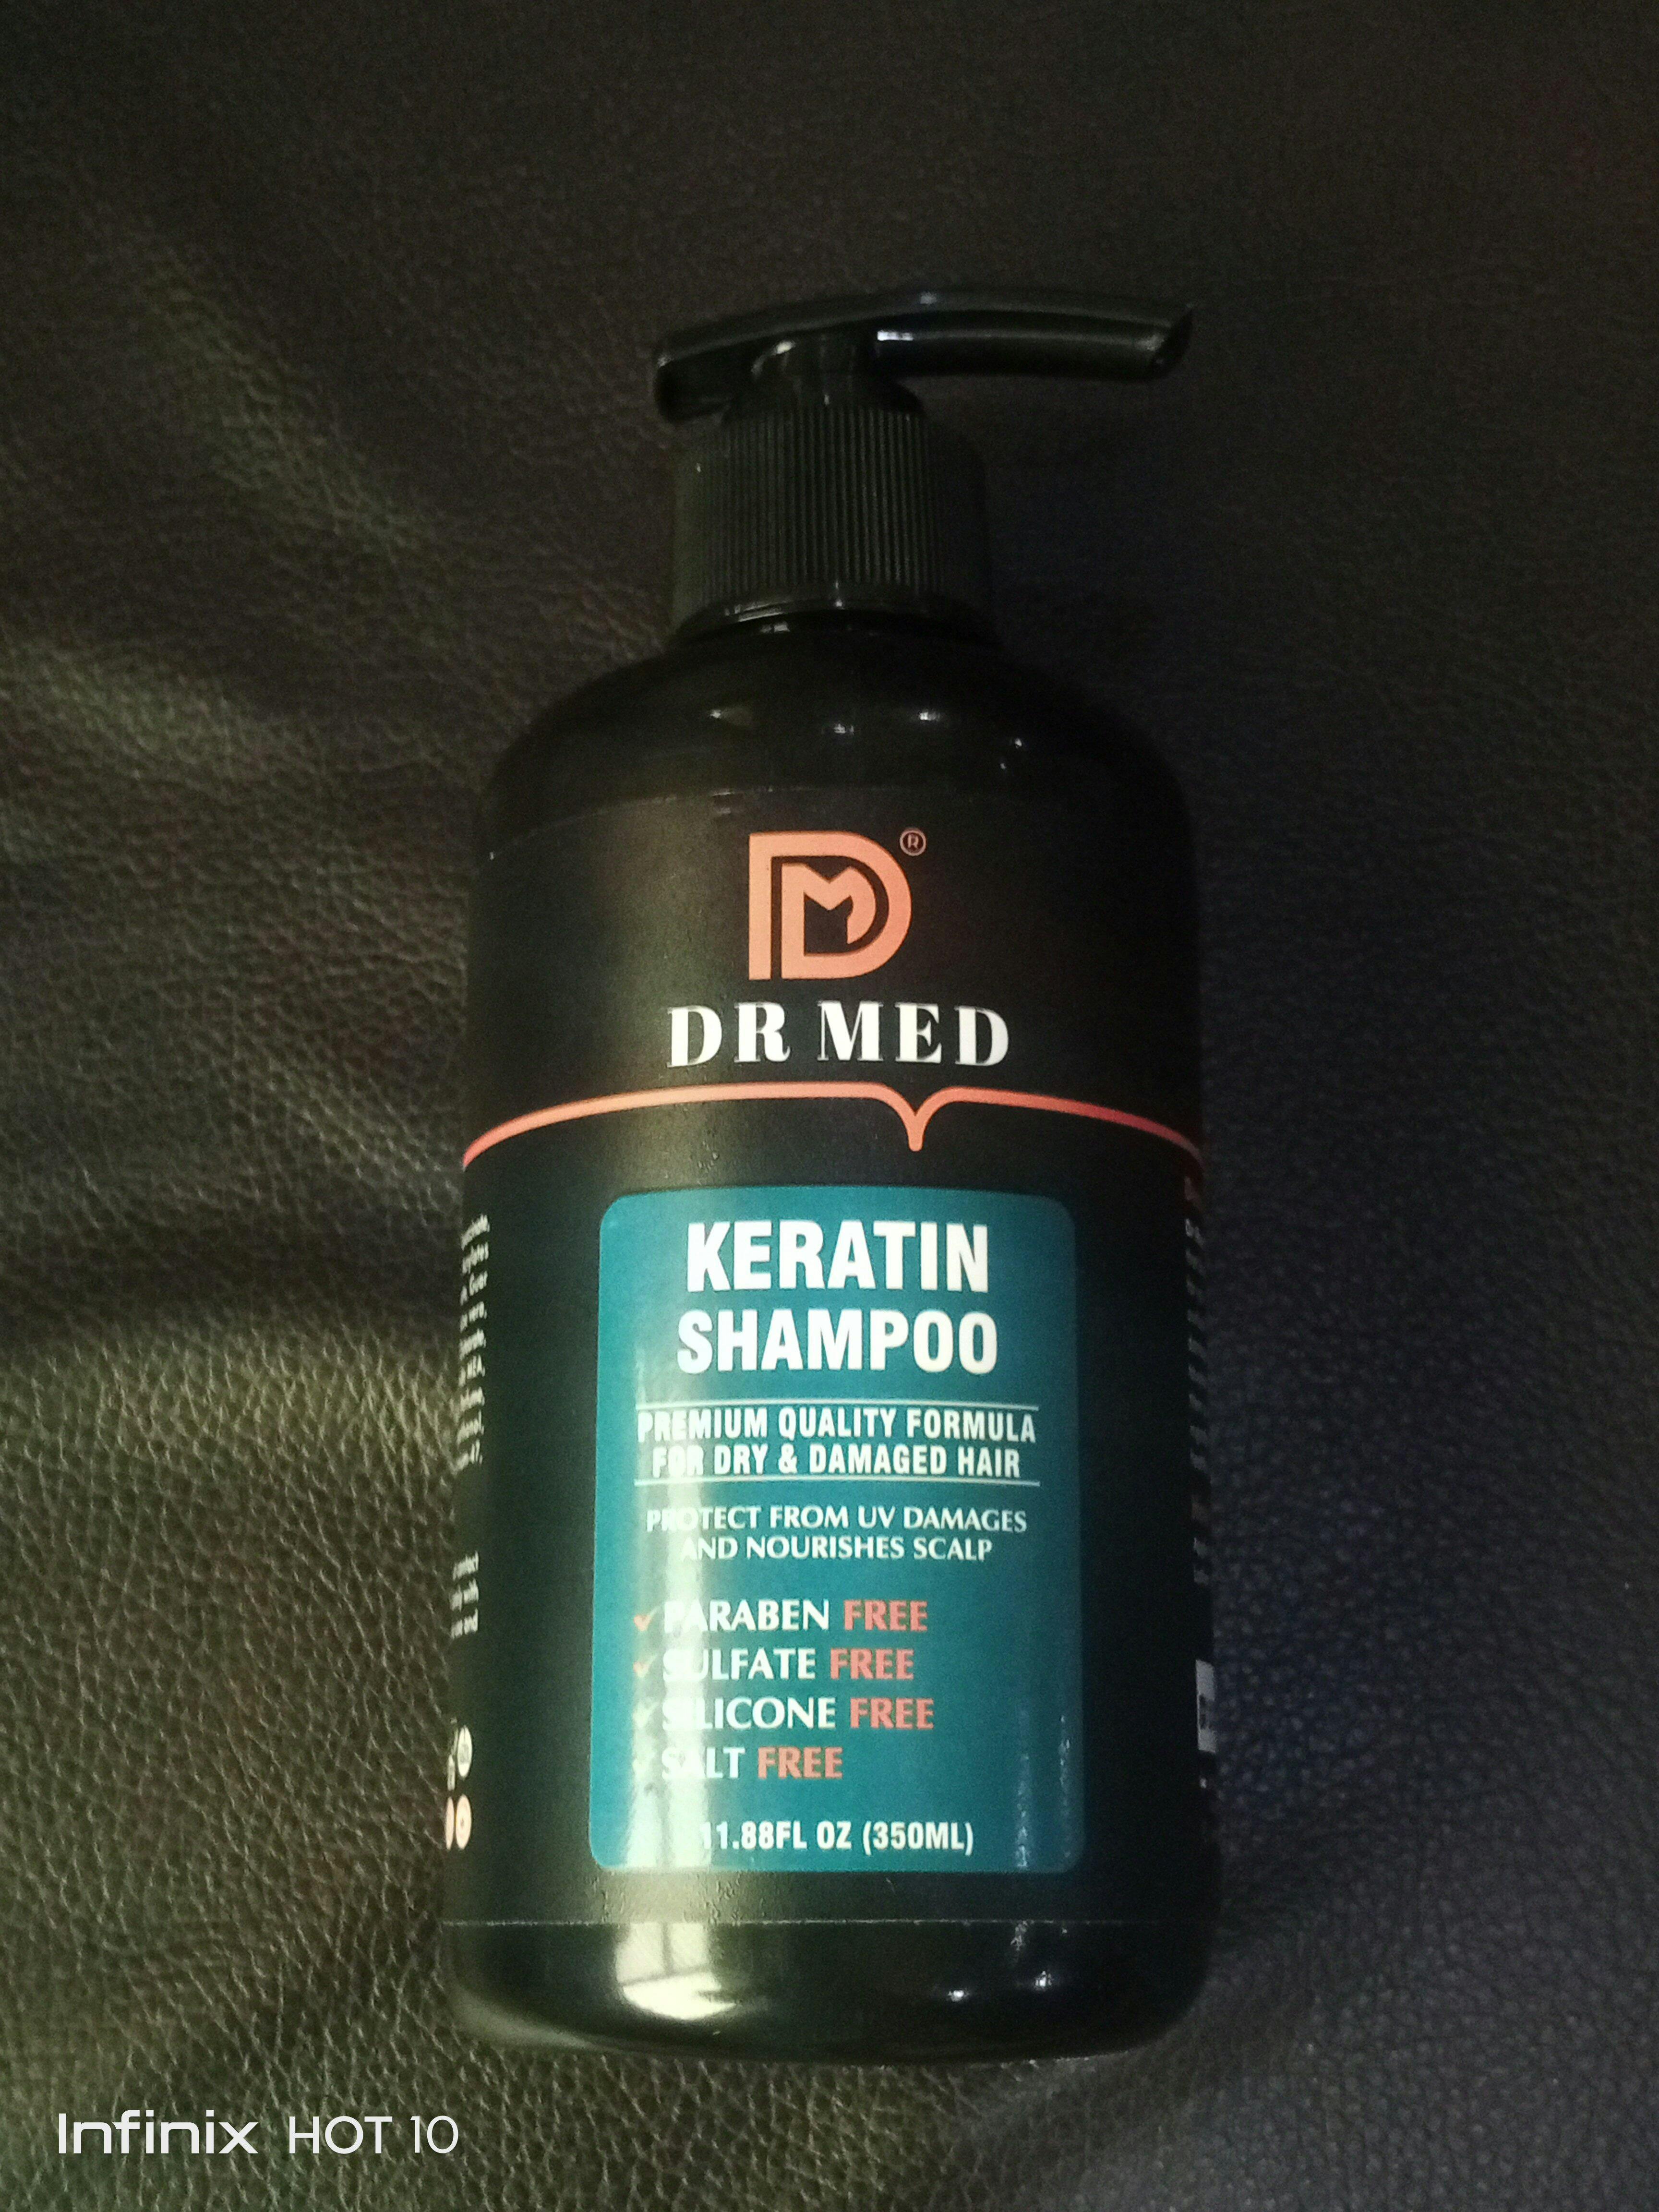 DM®
DR MED
KERATIN
SHAMPOO
PREMIUM QUALITY FORMULA
FOR DRY & DAMAGED HAIR
PROTECT FROM UV DAMAGES
AND NOURISHES SCALP
PARABEN FREE
SULFATE FREE
SILICONE FREE
SALT FREE
11.88FL OZ (350ML)
Infinix HOT 10